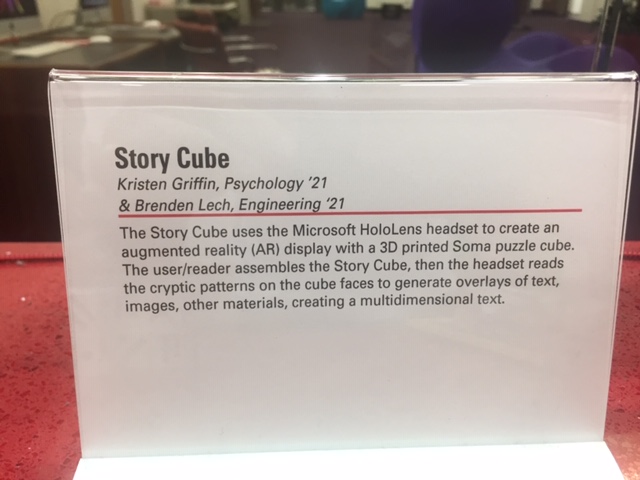 Story Cube
Kristen Griffin, Psychology '21
& Brenden Lech, Engineering '21
The Story Cube uses the Microsoft HoloLens headset to create an
augmented reality (AR) display with a 3D printed Soma puzzle cube.
The user/reader assembles the Story Cube, then the headset reads
the cryptic patterns on the cube faces to generate overlays of text,
images, other materials, creating a multidimensional text.